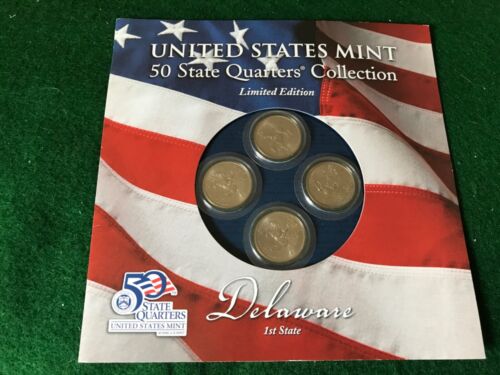 UNITED STATES MINT
50 State Quarters® Collection
Limited Edition
50
STATE
QUARTERS
UNITED STATES MINT
Delaware
1st State